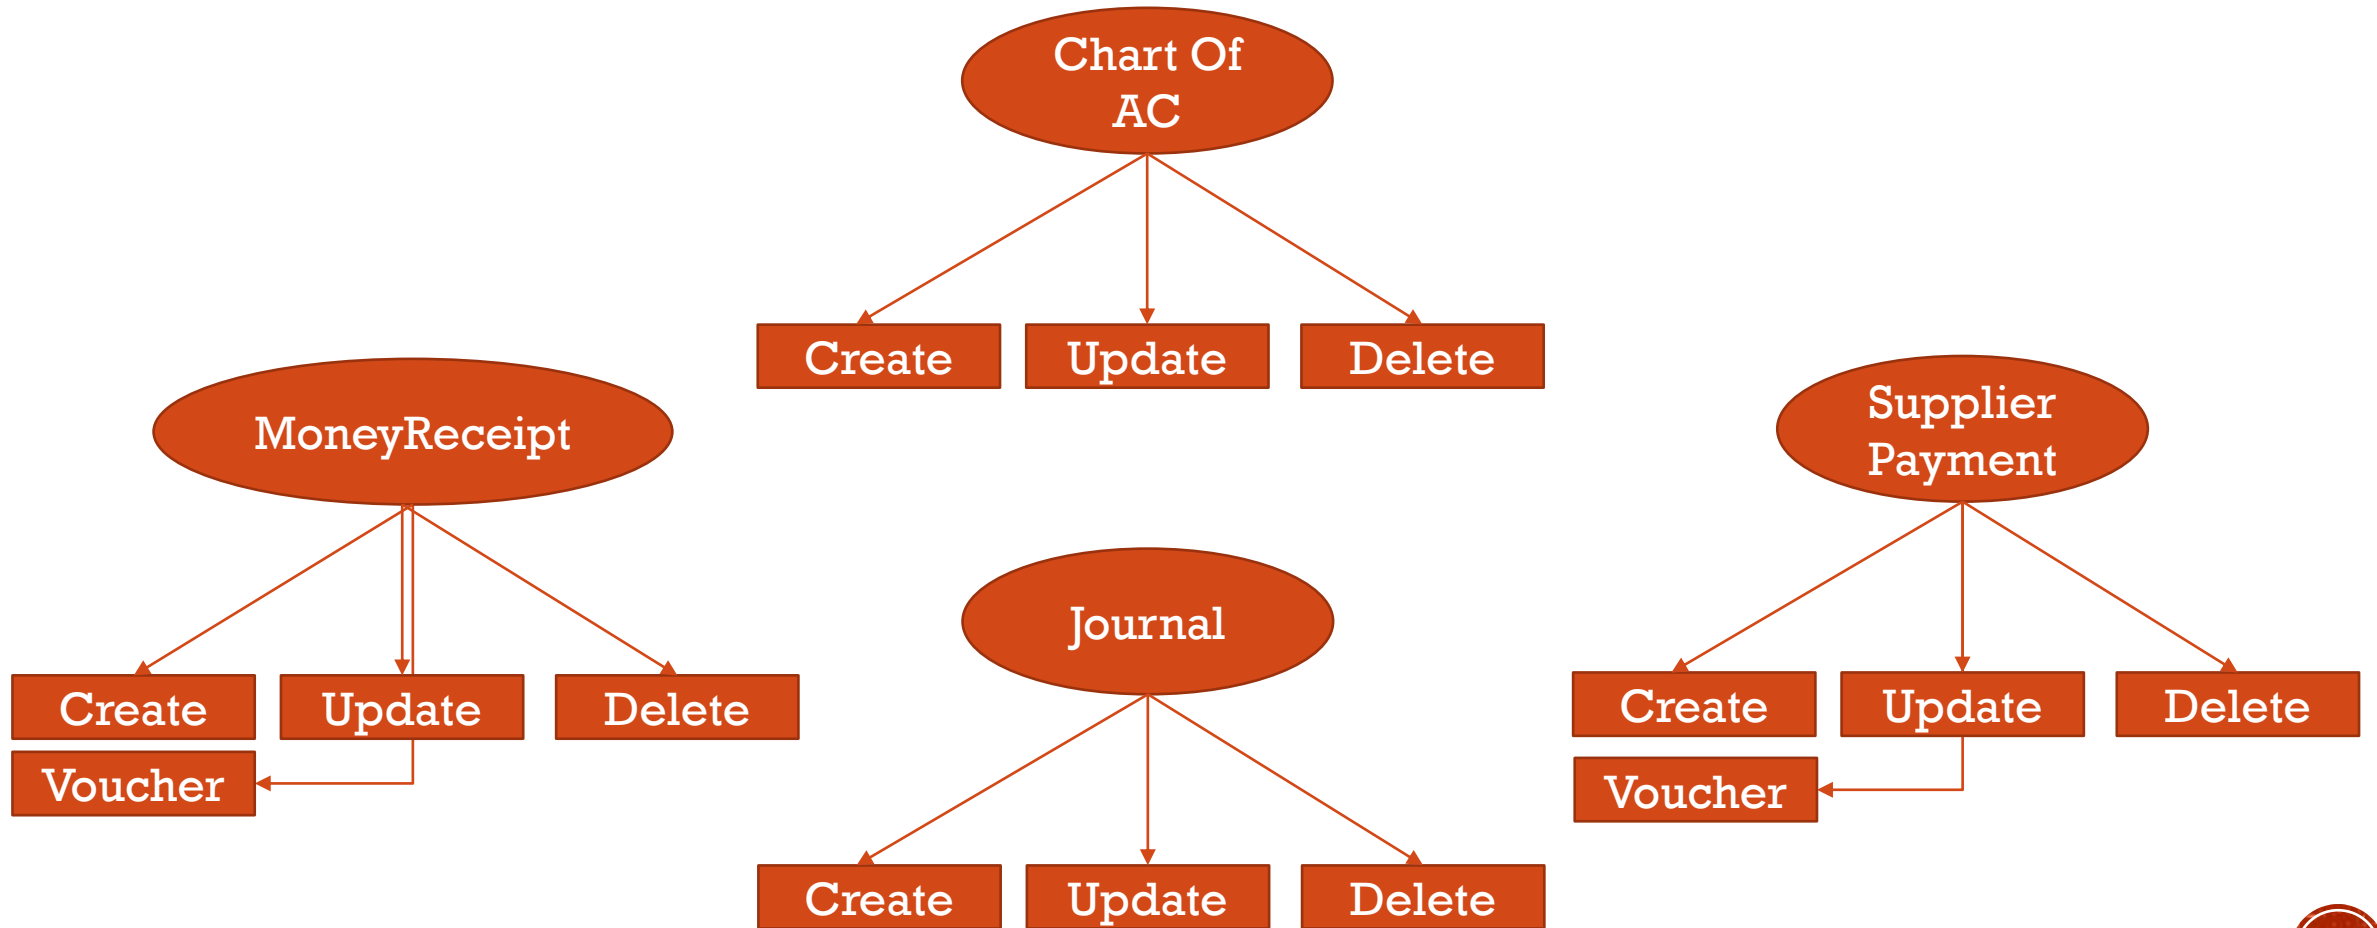 Chart Of
AC
Create
Update
Delete
MoneyReceipt
Create
Update
Delete
Voucher
Supplier
Payment
Create
Update
Delete
Voucher
Journal
Create
Update
Delete